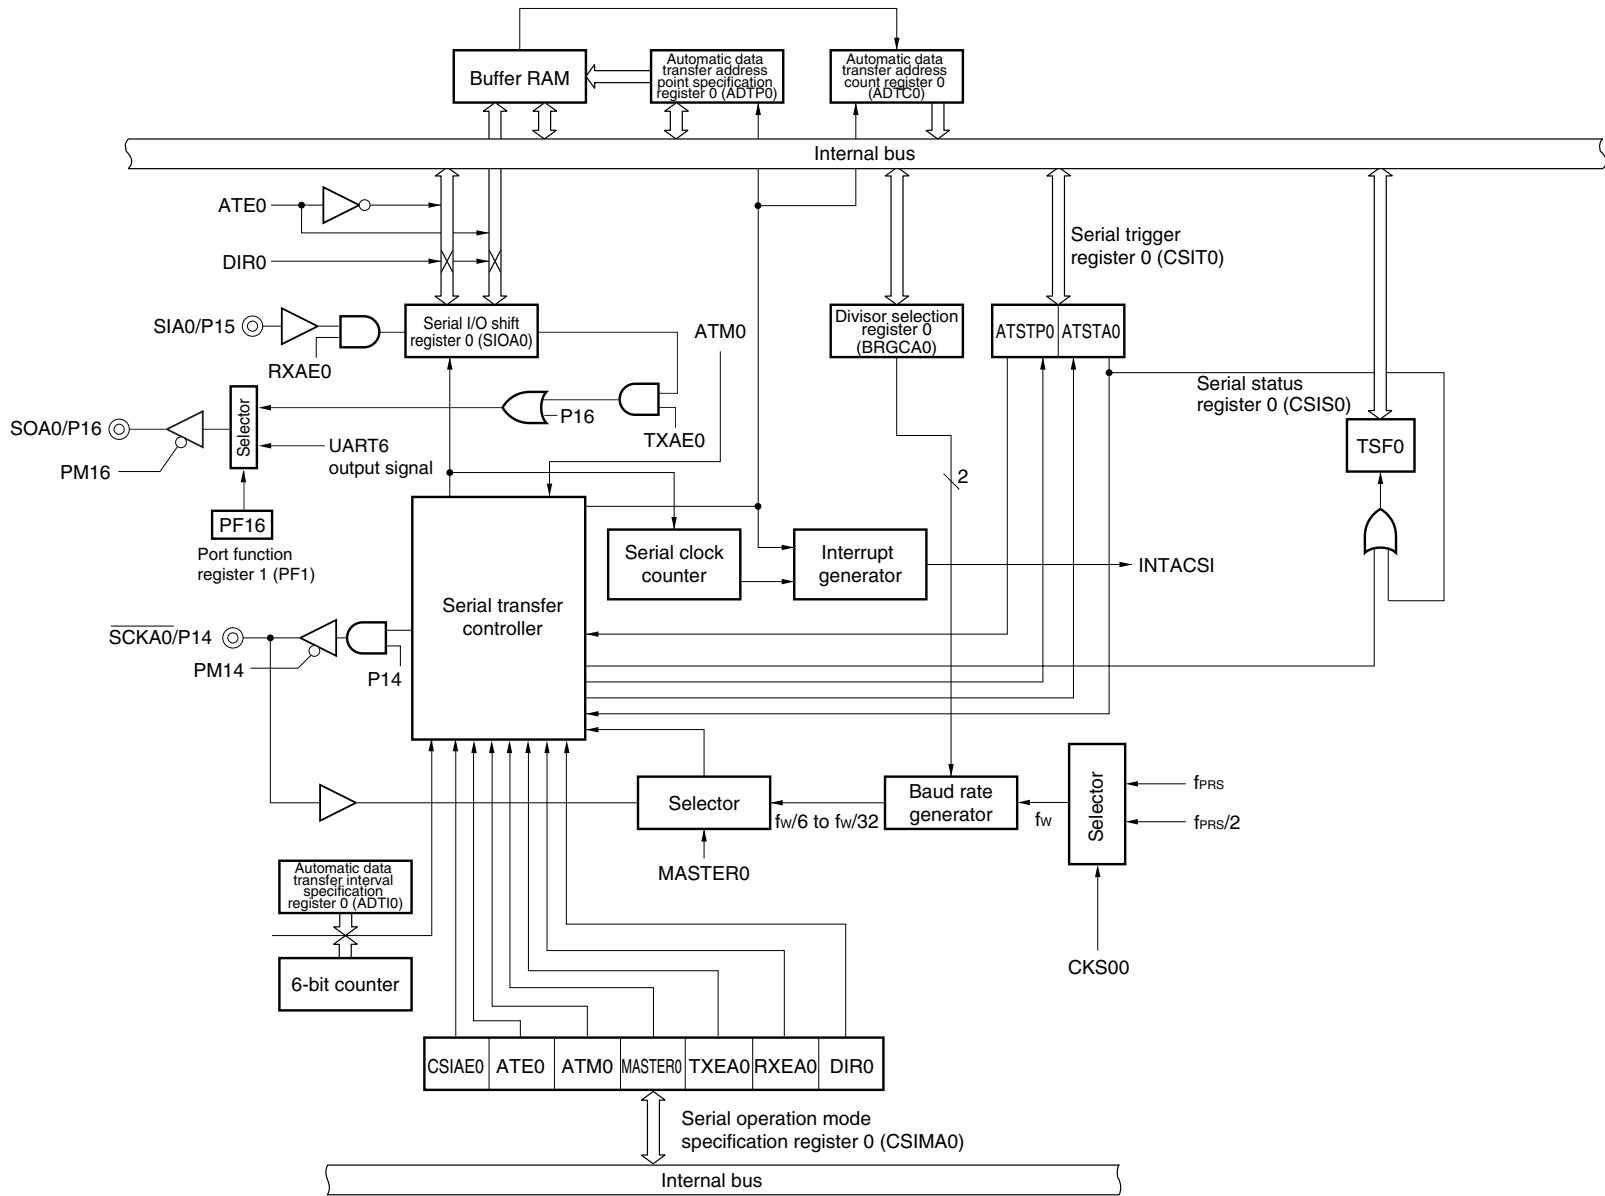 Buffer RAM
Automatic data
transfer address
point specification
register 0 (ADTP0)
Automatic data
transfer address
count register 0
(ADTC0)
Internal bus
ATE0
DIR0
Serial trigger
register 0 (CSIT0)
SIA0/P15
RXAE0
Serial I/O shift
register 0 (SIOA0)
ATM0
Divisor selection
register 0
(BRGCA0)
ATSTP0
ATSTA0
Serial status
register 0 (CSIS0)
SOA0/P16
PM16
Selector
UART6
output signal
P16
TXAE0
TSF0
2
PF16
Port function
register 1 (PF1)
Serial clock
counter
Interrupt
generator
INTACSI
Serial transfer
controller
SCKA0/P14
PM14
P14
Selector
MASTER0
fW/6 to fW/32
Baud rate
generator
fW
Selector
fPRS
fPRS/2
CKS00
Automatic data
transfer interval
specification
register 0 (ADTI0)
6-bit counter
CSIAE0
ATE0
ATM0
MASTER0
TXEA0
RXEA0
DIR0
Serial operation mode
specification register 0 (CSIMA0)
Internal bus